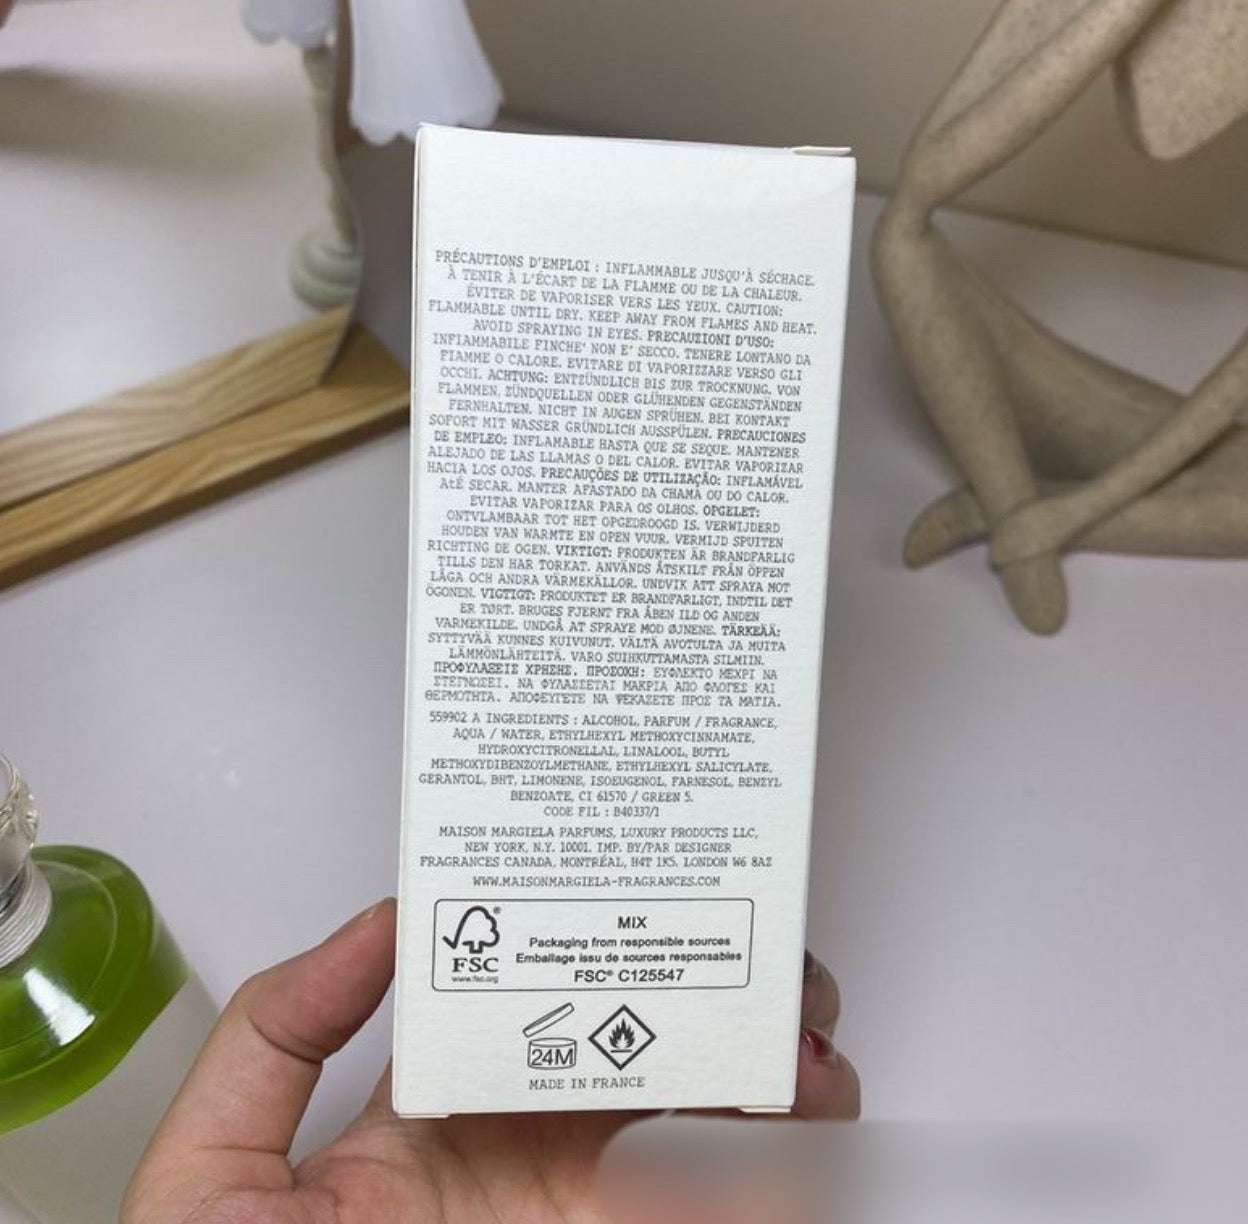 PRÉCAUTIONS D'EMPLOI : INFLAMMABLE JUSQU'À SÉCHAGE.
À TENIR À L'ÉCART DE LA FLAMME OU DE LA CHALEUR.
ÉVITER DE VAPORISER VERS LES YEUX. CAUTION:
FLAMMABLE UNTIL DRY. KEEP AWAY FROM FLAMES AND HEAT.
AVOID SPRAYING IN EYES. PRECAUZIONI D'USO:
INFIAMMABILE FINCHE' NON E' SECCO. TENERE LONTANO DA
FIAMME O CALORE. EVITARE DI VAPORIZZARE VERSO GLI
OCCHI. ACHTUNG: ENTZÜNDLICH BIS ZUR TROCKNUNG. VON
FLAMMEN, ZÜNDQUELLEN ODER GLÜHENDEN GEGENSTÄNDEN
FERNHALTEN. NICHT IN AUGEN SPRÜHEN. BEI KONTAKT
SOFORT MIT WASSER GRÜNDLICH AUSSPÜLEN. PRECAUCIONES
DE EMPLEO: INFLAMABLE HASTA QUE SE SEQUE. MANTENER
ALEJADO DE LAS LLAMAS O DEL CALOR. EVITAR VAPORIZAR
HACIA LOS OJOS. PRECAUÇÕES DE UTILIZAÇÃO: INFLAMÁVEL
AtÉ SECAR. MANTER AFASTADO DA CHAMA OU DO CALOR.
EVITAR VAPORIZAR PARA OS OLHOS. OPGELET:
ONTVLAMBAAR TOT HET OPGEDROOGD IS. VERWIJDERD
HOUDEN VAN WARMTE EN OPEN VUUR. VERMIJD SPUITEN
RICHTING DE OGEN. VIKTIGT: PRODUKTEN ÄR BRANDFARLIG
TILLS DEN HAR TORKAT. ANVÄNDS ÅTSKILT FRÅN ÖPPEN
LÅGA OCH ANDRA VÄRMEKÄLLOR. UNDVIK ATT SPRAYA MOT
ÖGONEN. VIGTIGT: PRODUKTET ER BRANDFARLIGT, INDTIL DET
ER TØRT. BRUGES FJERNT FRA ÅBEN ILD OG ANDEN
VARMEKILDE. UNDGÅ AT SPRAYE MOD ØJNENE. TÄRKEÄÄ:
SYTTYVÄÄ KUNNES KUIVUNUT. VÄLTÄ AVOTULTA JA MUITA
LÄMMÖNLÄHTEITÄ. VARO SUIHKUTTAMASTA SILMIIN.
ΠΡΟΦΥΛΑΞΕΙΣ ΧΡΗΣΗΣ. ΠΡΟΣΟΧΗ: ΕΥΦΛΕΚΤΟ ΜΕΧΡΙ ΝΑ
ΣΤΕΓΝΩΣΕΙ. ΝΑ ΦΥΛΑΣΣΕΤΑΙ ΜΑΚΡΙΑ ΑΠΟ ΦΛΟΓΕΣ ΚΑΙ
ΘΕΡΜΟΤΗΤΑ. ΑΠΟΦΕΥΓΕΤΕ ΝΑ ΨΕΚΑΖΕΤΕ ΠΡΟΣ ΤΑ ΜΑΤΙΑ.
559902 A INGREDIENTS : ALCOHOL, PARFUM / FRAGRANCE,
AQUA / WATER, ETHYLHEXYL METHOXYCINNAMATE,
HYDROXYCITRONELLAL, LINALOOL, BUTYL
METHOXYDIBENZOYLMETHANE, ETHYLHEXYL SALICYLATE,
GERANTOL, BHT, LIMONENE, ISOEUGENOL, FARNESOL, BENZYL
BENZOATE, CI 61570 / GREEN 5.
CODE FIL : B40337/1
MAISON MARGIELA PARFUMS, LUXURY PRODUCTS LLC,
NEW YORK, N.Y. 10001. IMP. BY/PAR DESIGNER
FRAGRANCES CANADA, MONTRÉAL, H4T 1K5. LONDON W6 8AZ
WWW.MAISONMARGIELA-FRAGRANCES.COM
®
FSC
www.fsc.org
MIX
Packaging from responsible sources
Emballage issu de sources responsables
FSC® C125547
24M
MADE IN FRANCE